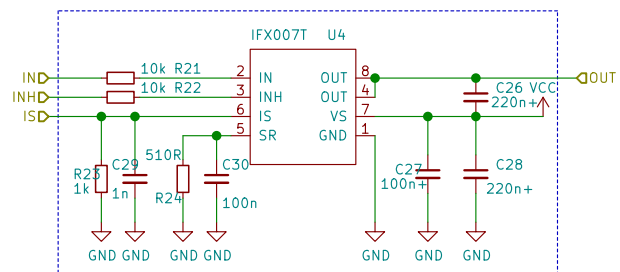 IFX007T U4
IN 10k R21 2 IN OUT 8 OUT
INH 10k R22 3 INH OUT 4 C26 VCC
220n+
IS 6 IS VS 7
5 SR GND 1
510R
C29 C30 C27 C28
R23
1k 1n R24 100n 100n+ 220n+
GND GND GND GND GND GND GND